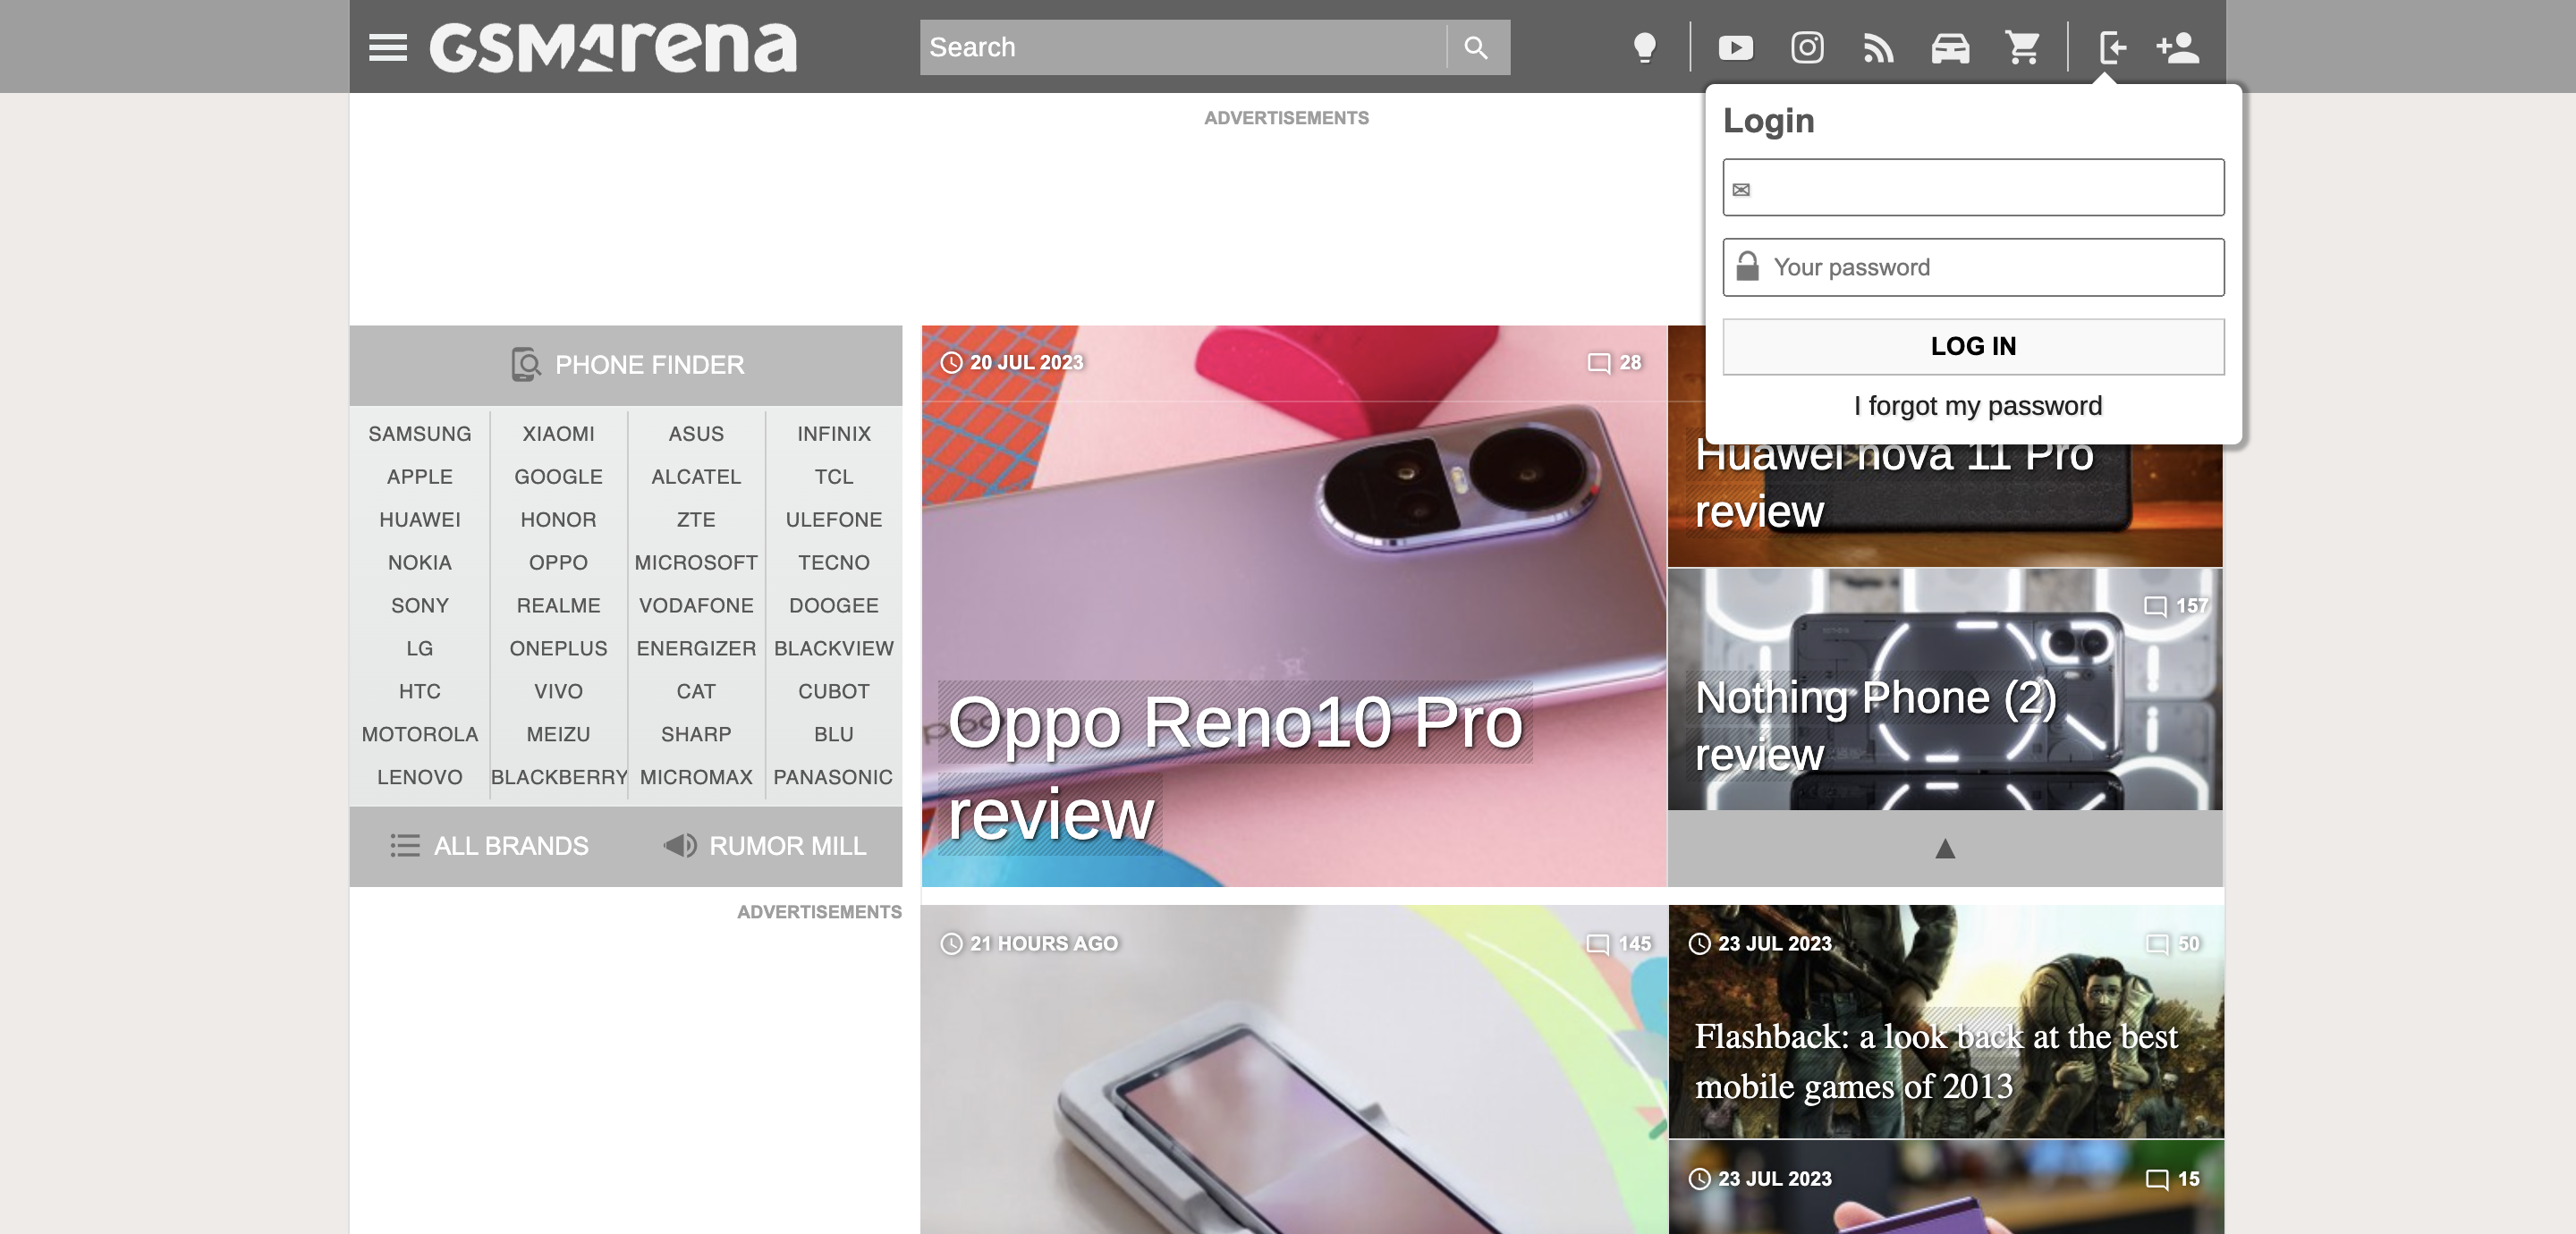 GSMArena
Search
ADVERTISEMENTS
Login
✉
Your password
LOG IN
I forgot my password
PHONE FINDER
SAMSUNG XIAOMI ASUS INFINIX
APPLE GOOGLE ALCATEL TCL
HUAWEI HONOR ZTE ULEFONE
NOKIA OPPO MICROSOFT TECNO
SONY REALME VODAFONE DOOGEE
LG ONEPLUS ENERGIZER BLACKVIEW
HTC VIVO CAT CUBOT
MOTOROLA MEIZU SHARP BLU
LENOVO BLACKBERRY MICROMAX PANASONIC
ALL BRANDS RUMOR MILL
ADVERTISEMENTS
20 JUL 2023 28
Oppo Reno10 Pro
review
Huawei nova 11 Pro
review
157
Nothing Phone (2)
review
▲
21 HOURS AGO 145
23 JUL 2023 50
Flashback: a look back at the best
mobile games of 2013
23 JUL 2023 15